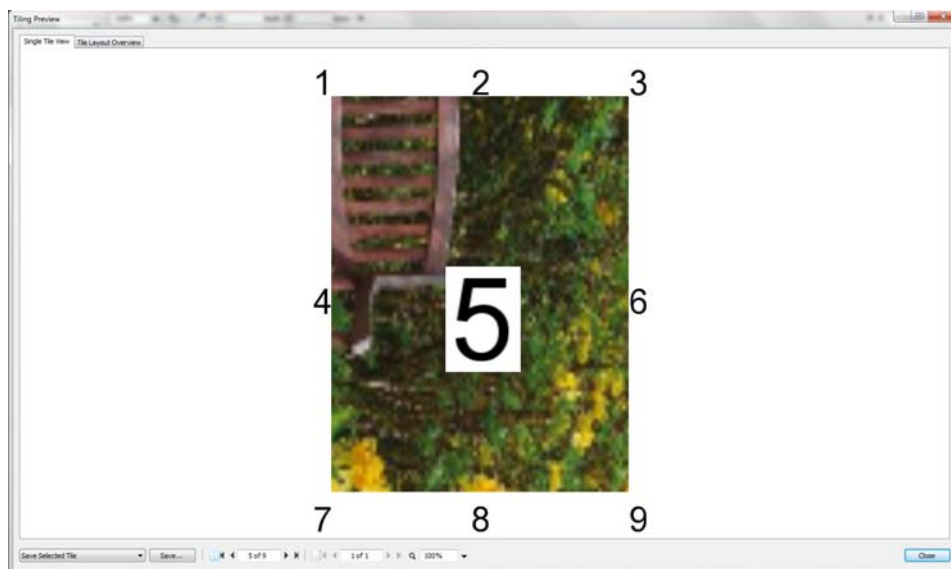 Tiling Preview
Single Tile View Tile Layout Overview
1 2 3
4 5 6
7 8 9
Save Selected Tile Save... 5 of 9 1 of 1 100% Close